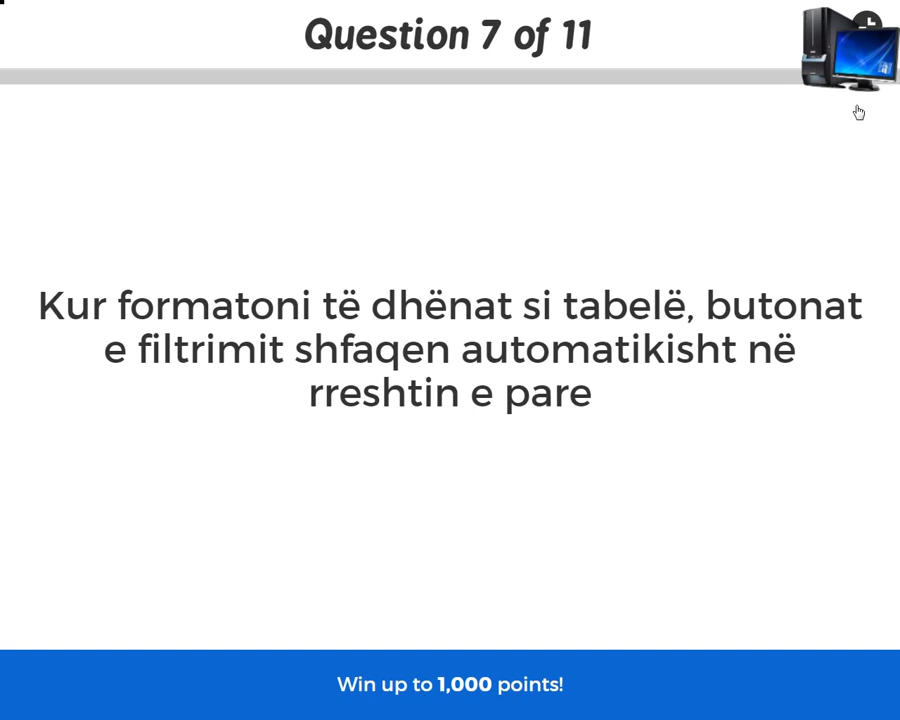 Question 7 of 11
Kur formatoni të dhënat si tabelë, butonat
e filtrimit shfaqen automatikisht në
rreshtin e pare
Win up to 1,000 points!